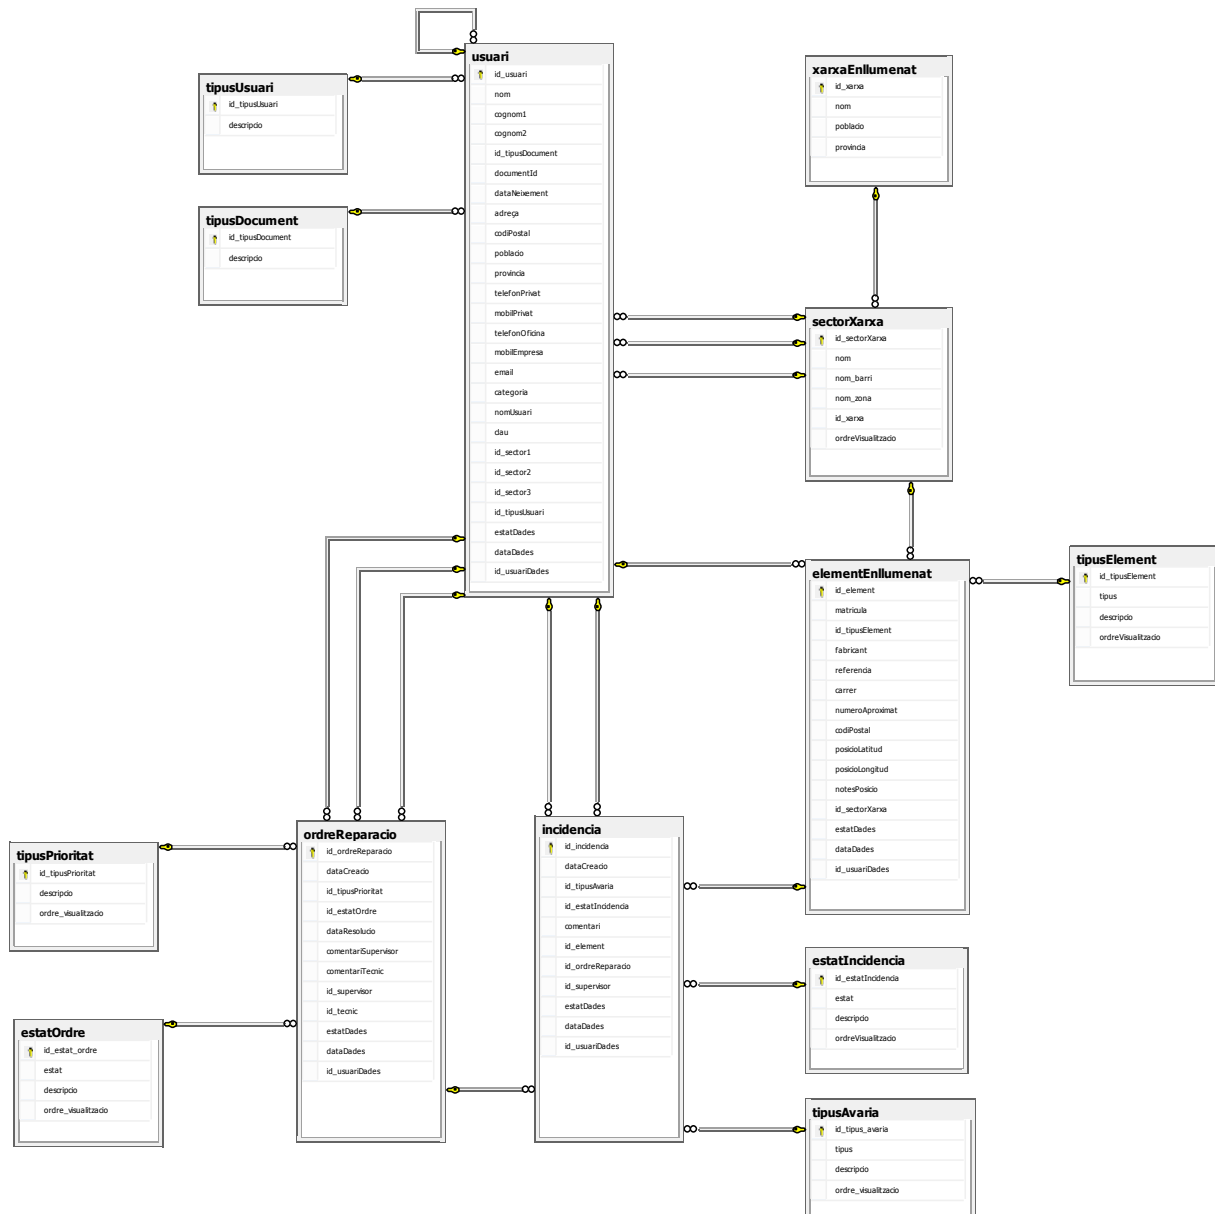 usuari
id_usuari
nom
cognom1
cognom2
id_tipusDocument
documentId
dataNeixement
adreça
codiPostal
poblacio
provincia
telefonPrivat
mobilPrivat
telefonOficina
mobilEmpresa
email
categoria
nomUsuari
clau
id_sector1
id_sector2
id_sector3
id_tipusUsuari
estatDades
dataDades
id_usuariDades
tipusUsuari
id_tipusUsuari
descripcio
tipusDocument
id_tipusDocument
descripcio
xarxaEnllumenat
id_xarxa
nom
poblacio
provincia
sectorXarxa
id_sectorXarxa
nom
nom_barri
nom_zona
id_xarxa
ordreVisualitzacio
elementEnllumenat
id_element
matricula
id_tipusElement
fabricant
referencia
carrer
numeroAproximat
codiPostal
posicioLatitud
posicioLongitud
notesPosicio
id_sectorXarxa
estatDades
dataDades
id_usuariDades
tipusElement
id_tipusElement
tipus
descripcio
ordreVisualitzacio
tipusPrioritat
id_tipusPrioritat
descripcio
ordre_visualitzacio
estatOrdre
id_estat_ordre
estat
descripcio
ordre_visualitzacio
ordreReparacio
id_ordreReparacio
dataCreacio
id_tipusPrioritat
id_estatOrdre
dataResolucio
comentariSupervisor
comentariTecnic
id_supervisor
id_tecnic
estatDades
dataDades
id_usuariDades
incidencia
id_incidencia
dataCreacio
id_tipusAvaria
id_estatIncidencia
comentari
id_element
id_ordreReparacio
id_supervisor
estatDades
dataDades
id_usuariDades
estatIncidencia
id_estatIncidencia
estat
descripcio
ordreVisualitzacio
tipusAvaria
id_tipus_avaria
tipus
descripcio
ordre_visualitzacio